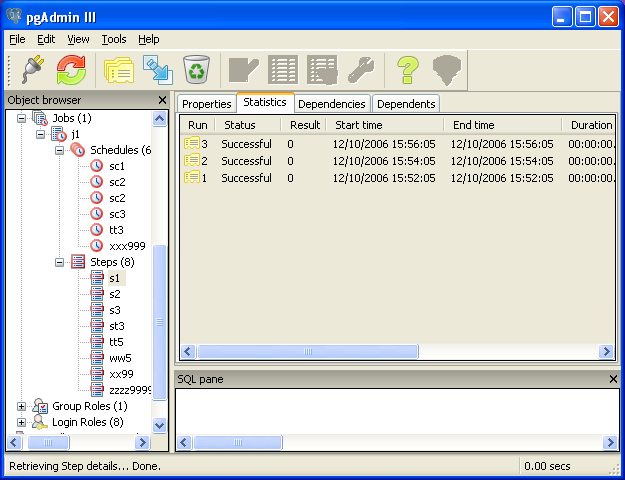 pgAdmin III
File Edit View Tools Help
Object browser
Jobs (1)
j1
Schedules (6
sc1
sc2
sc2
sc3
tt3
xxx999
Steps (8)
s1
s2
s3
st3
tt5
ww5
xx99
zzzz9999
Group Roles (1)
Login Roles (8)
Properties Statistics Dependencies Dependents
Run Status Result Start time End time Duration
3 Successful 0 12/10/2006 15:56:05 12/10/2006 15:56:05 00:00:00.
2 Successful 0 12/10/2006 15:54:05 12/10/2006 15:54:05 00:00:00.
1 Successful 0 12/10/2006 15:52:05 12/10/2006 15:52:05 00:00:00.
SQL pane
Retrieving Step details... Done. 0.00 secs